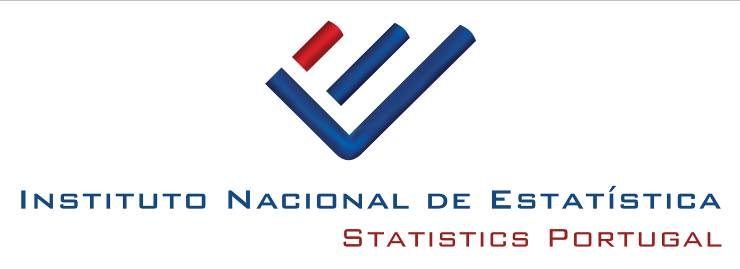 INSTITUTO NACIONAL DE ESTATÍSTICA
STATISTICS PORTUGAL